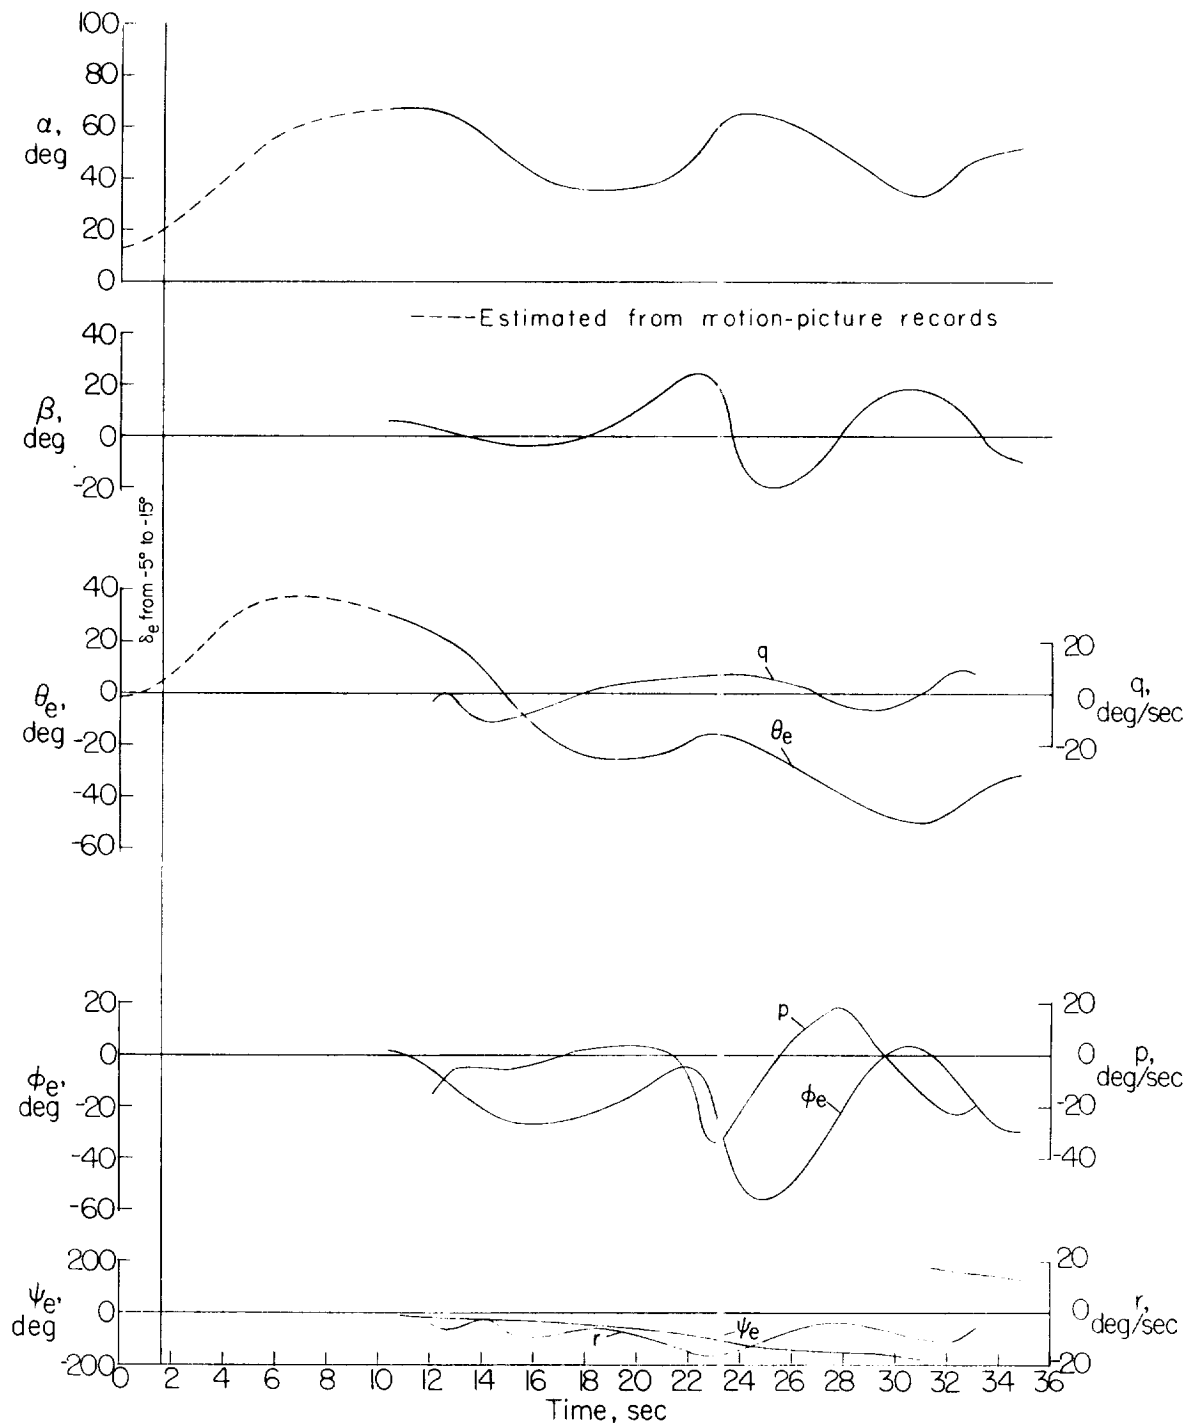 100
80
60
40
20
0
α,
deg
----Estimated from motion-picture records
40
20
0
-20
β,
deg
δe from -5° to -15°
40
20
0
-20
-40
-60
θe,
deg
q
θe
20
0
-20
q,
deg/sec
20
0
-20
-40
-60
ϕe,
deg
p
ϕe
20
0
-20
-40
p,
deg/sec
200
0
-200
ψe,
deg
r
ψe
20
0
-20
r,
deg/sec
0 2 4 6 8 10 12 14 16 18 20 22 24 26 28 30 32 34 36
Time, sec